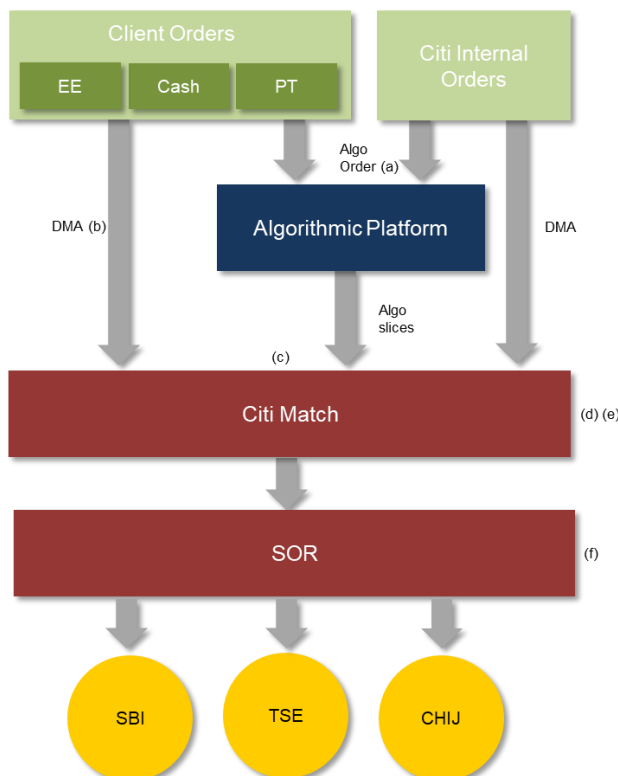 Client Orders
EE
Cash
PT
Citi Internal
Orders
Algo
Order (a)
DMA (b)
Algorithmic Platform
DMA
Algo
slices
(c)
Citi Match
(d) (e)
SOR
(f)
SBI
TSE
CHIJ